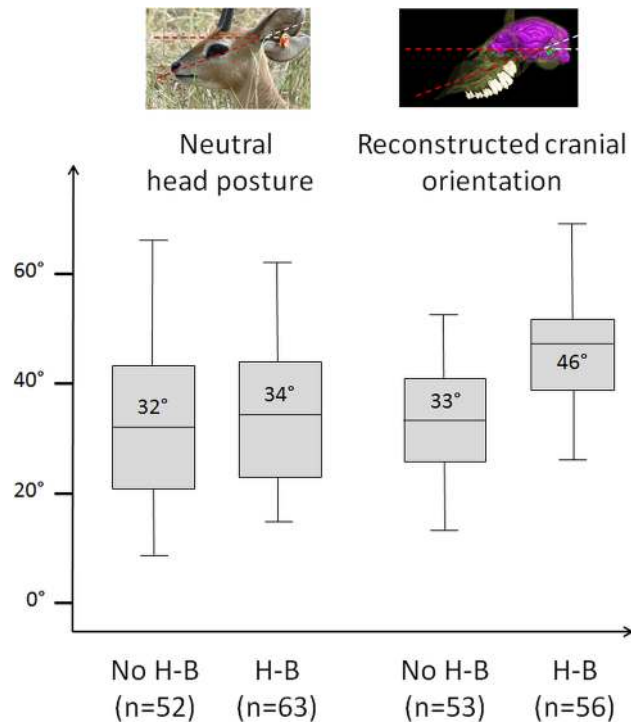 Neutral
head posture
Reconstructed cranial
orientation
60°
40°
20°
0°
32°
34°
33°
46°
No H-B
(n=52)
H-B
(n=63)
No H-B
(n=53)
H-B
(n=56)